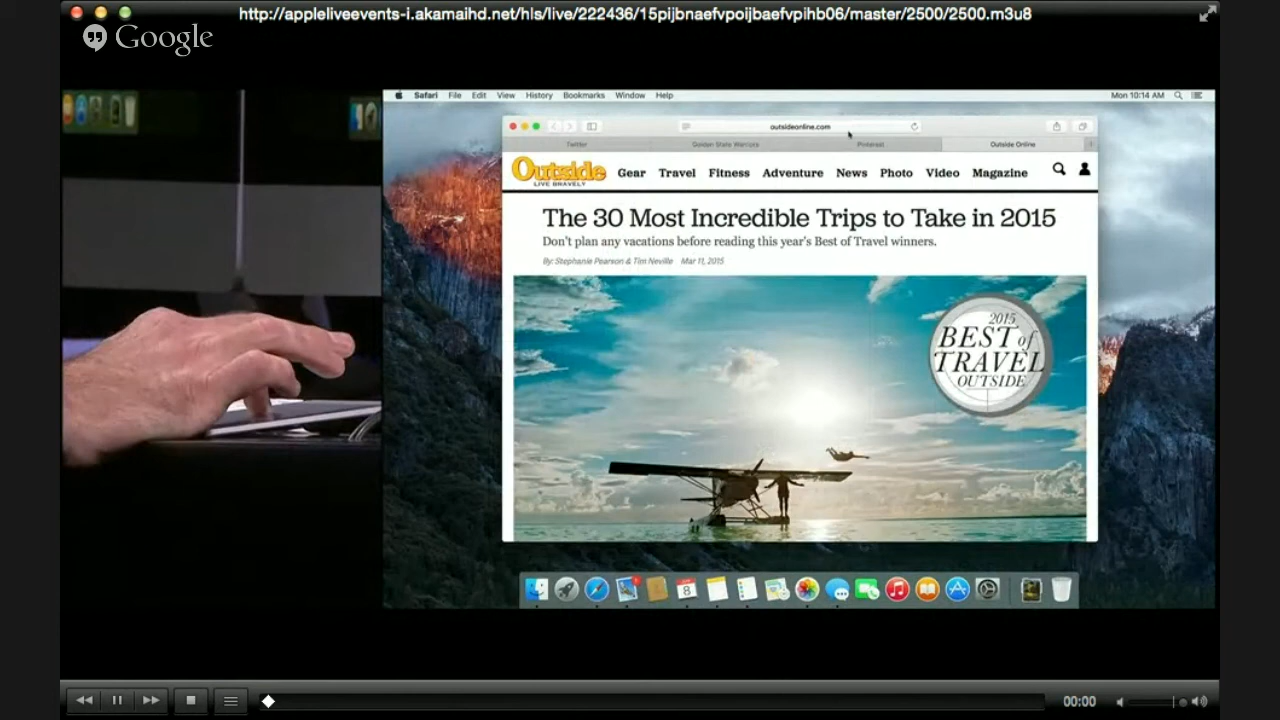 http://appleliveevents-i.akamaihd.net/hls/live/222436/15pijbnaefvpoijbaefvpihb06/master/2500/2500.m3u8
Google
Safari File Edit View History Bookmarks Window Help Mon 10:14 AM
outsideonline.com
Twitter Golden State Warriors Pinterest Outside Online
Outside
LIVE BRAVELY
Gear Travel Fitness Adventure News Photo Video Magazine
The 30 Most Incredible Trips to Take in 2015
Don't plan any vacations before reading this year's Best of Travel winners.
By: Stephanie Pearson & Tim Neville Mar 11, 2015
2015
BEST of
TRAVEL
OUTSIDE
8
00:00